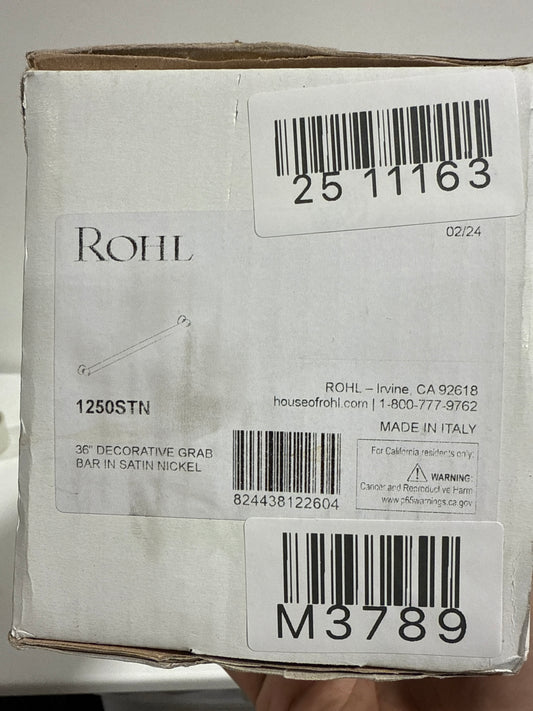 25 11163
02/24
ROHL
1250STN
36" DECORATIVE GRAB
BAR IN SATIN NICKEL
ROHL – Irvine, CA 92618
houseofrohl.com | 1-800-777-9762
MADE IN ITALY
For California residents only:
WARNING:
Cancer and Reproductive Harm
www.p65warnings.ca.gov
824438122604
M3789